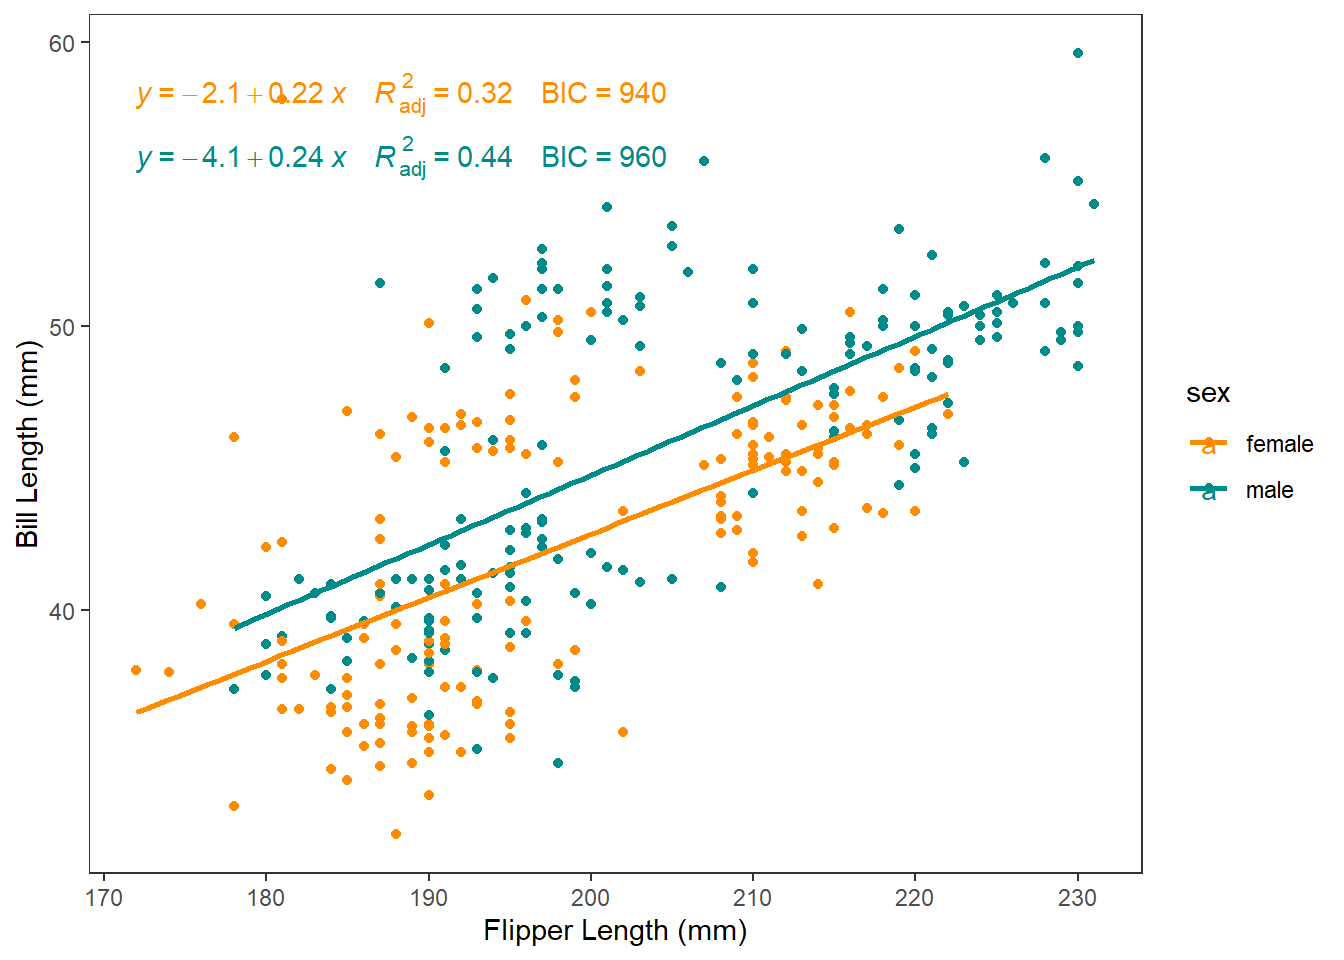 60
y = −2.1 + 0.22 x R²adj = 0.32 BIC = 940
y = −4.1 + 0.24 x R²adj = 0.44 BIC = 960
50
40
Bill Length (mm)
170 180 190 200 210 220 230
Flipper Length (mm)
sex
a female
a male